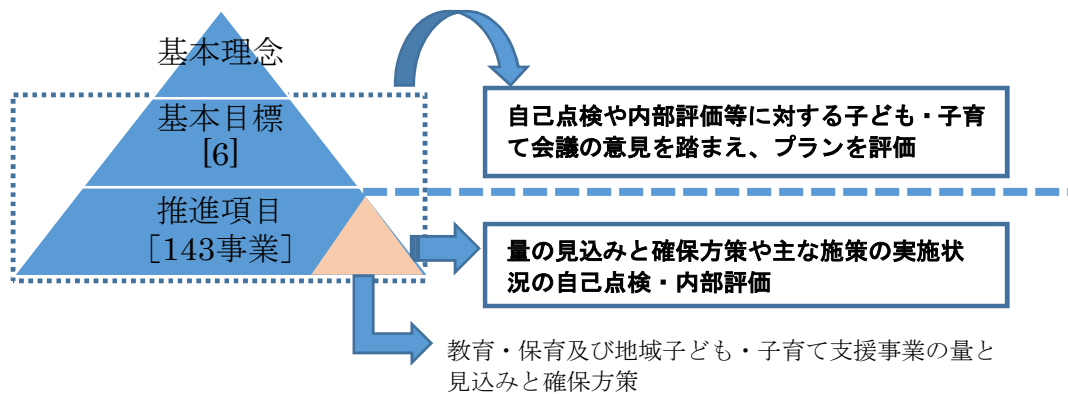 基本理念
基本目標
[6]
推進項目
［143事業］
自己点検や内部評価等に対する子ども・子育
て会議の意見を踏まえ、プランを評価
量の見込みと確保方策や主な施策の実施状
況の自己点検・内部評価
教育・保育及び地域子ども・子育て支援事業の量と
見込みと確保方策